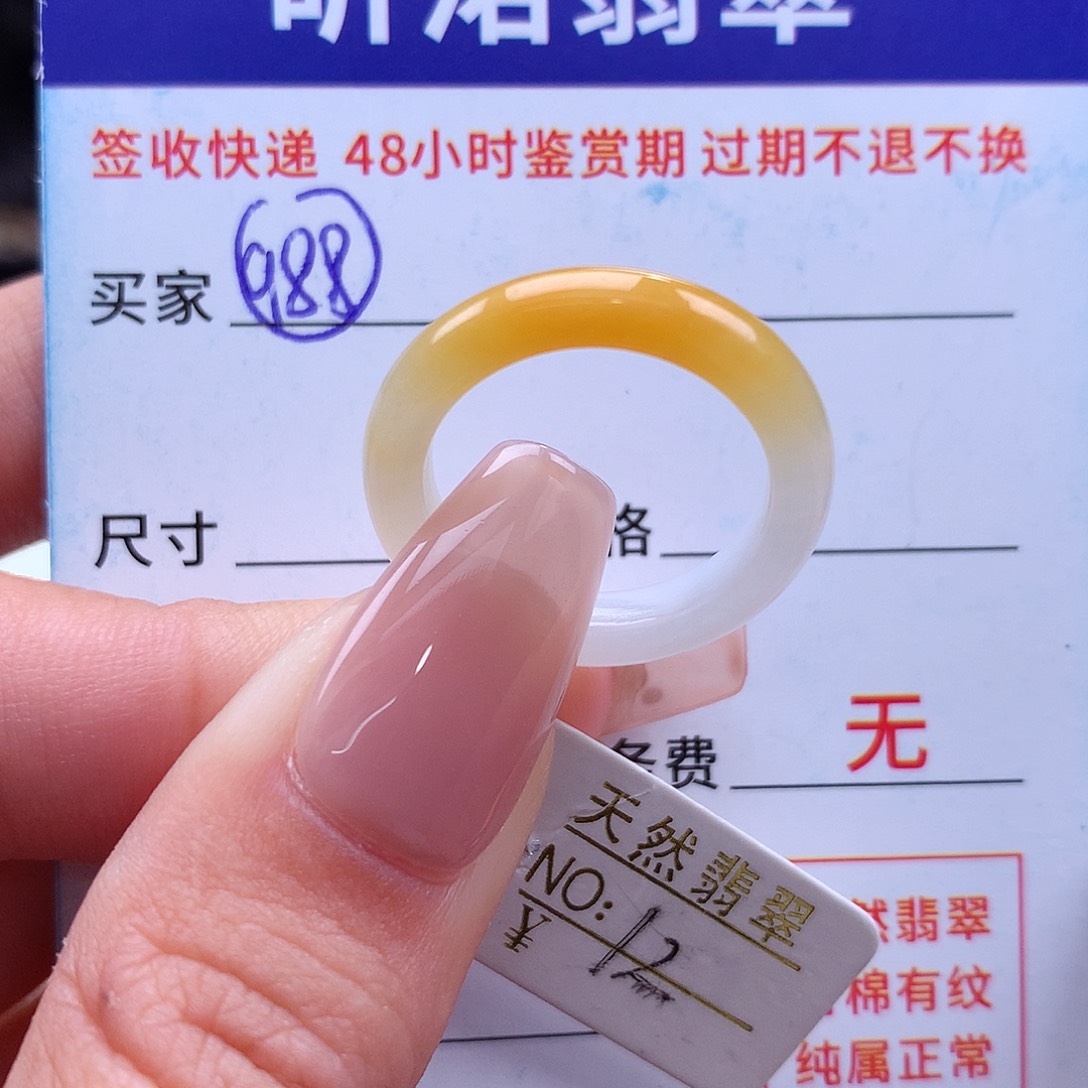 翡翠
签收快递 48小时鉴赏期 过期不退不换
买家 988
尺寸 格
费 无
天然翡翠
NO: 12
然翡翠
棉有纹
纯属正常